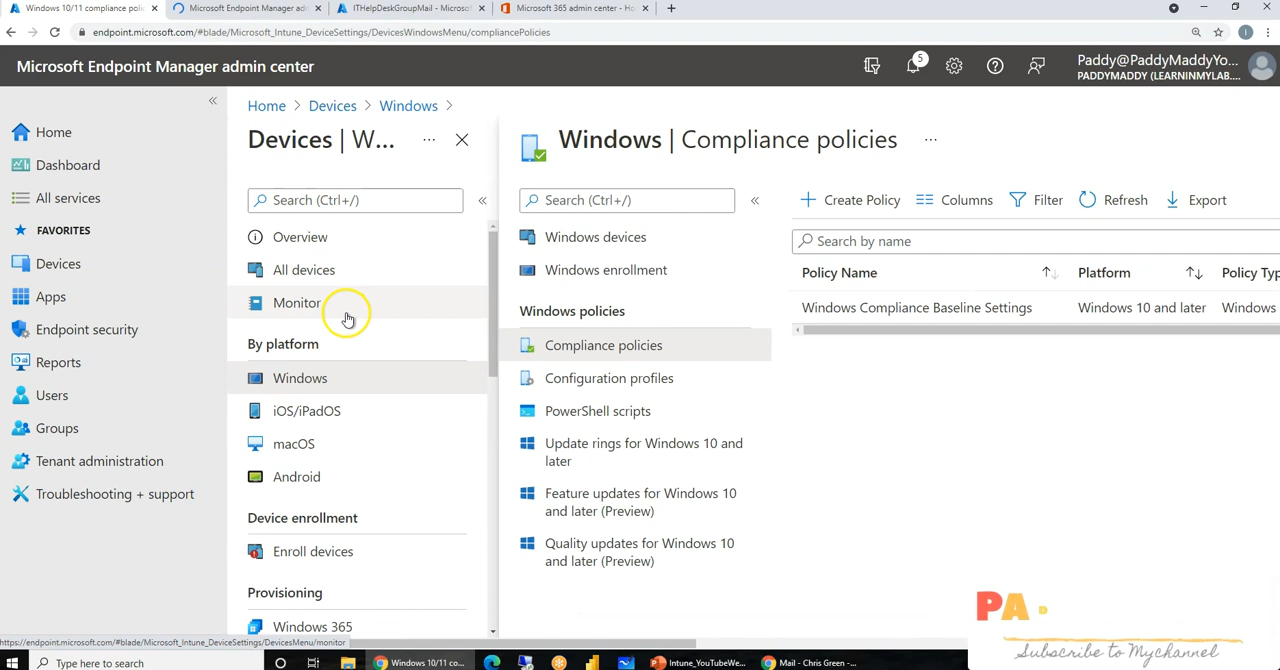 Windows 10/11 compliance policies
Microsoft Endpoint Manager adm
ITHelpDeskGroupMail - Microsof
Microsoft 365 admin center - Ho
endpoint.microsoft.com/#blade/Microsoft_Intune_DeviceSettings/DevicesWindowsMenu/compliancePolicies
Microsoft Endpoint Manager admin center
5
Paddy@PaddyMaddyYo...
PADDYMADDY (LEARNINMYLAB....
Home
Dashboard
All services
FAVORITES
Devices
Apps
Endpoint security
Reports
Users
Groups
Tenant administration
Troubleshooting + support
Home > Devices > Windows >
Devices | W... ...
Search (Ctrl+/)
Overview
All devices
Monitor
By platform
Windows
iOS/iPadOS
macOS
Android
Device enrollment
Enroll devices
Provisioning
Windows 365
Windows | Compliance policies ...
Search (Ctrl+/)
Windows devices
Windows enrollment
Windows policies
Compliance policies
Configuration profiles
PowerShell scripts
Update rings for Windows 10 and
later
Feature updates for Windows 10
and later (Preview)
Quality updates for Windows 10
and later (Preview)
Create Policy Columns Filter Refresh Export
Search by name
Policy Name Platform Policy Typ
Windows Compliance Baseline Settings Windows 10 and later Windows
PA
Subscribe to Mychannel
https://endpoint.microsoft.com/#blade/Microsoft_Intune_DeviceSettings/DevicesMenu/monitor
Type here to search
Windows 10/11 co...
Intune_YouTubeWe...
Mail - Chris Green -...